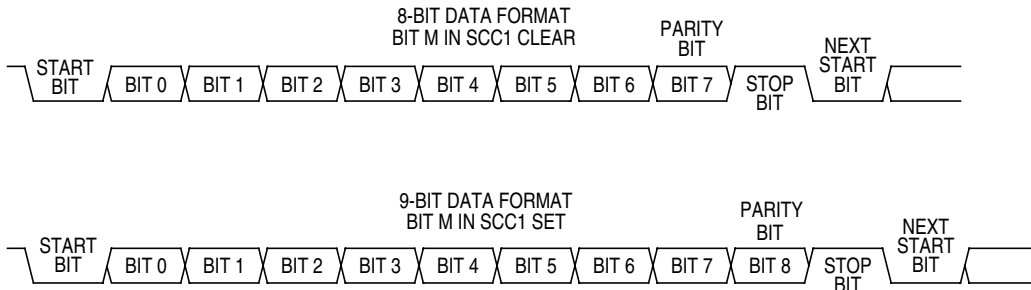 8-BIT DATA FORMAT
BIT M IN SCC1 CLEAR
PARITY
BIT
START
BIT
BIT 0
BIT 1
BIT 2
BIT 3
BIT 4
BIT 5
BIT 6
BIT 7
STOP
BIT
NEXT
START
BIT
9-BIT DATA FORMAT
BIT M IN SCC1 SET
PARITY
BIT
START
BIT
BIT 0
BIT 1
BIT 2
BIT 3
BIT 4
BIT 5
BIT 6
BIT 7
BIT 8
STOP
BIT
NEXT
START
BIT